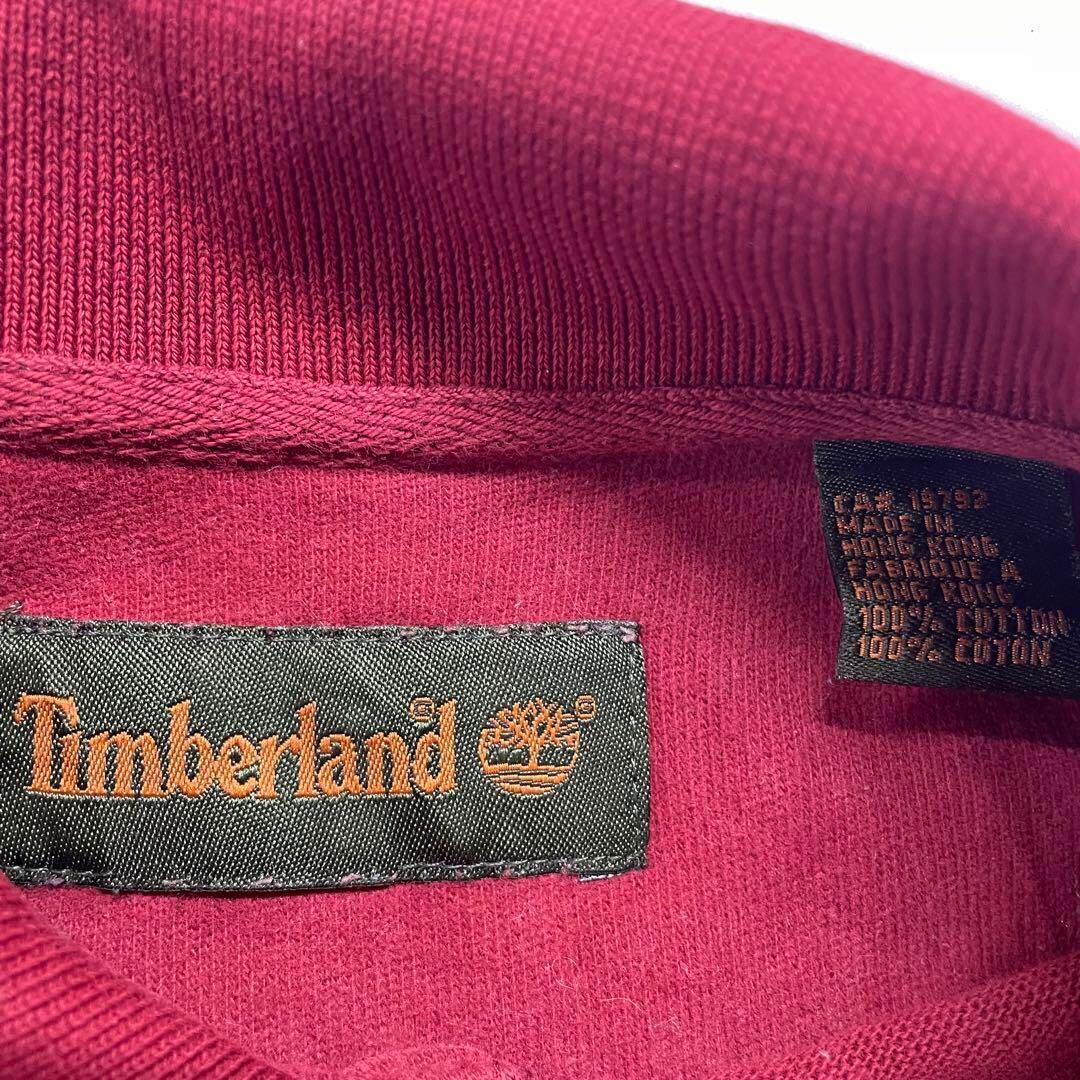 Timberland®
CA# 19792
MADE IN
HONG KONG
FABRIQUE A
HONG KONG
100% COTTON
100% COTON